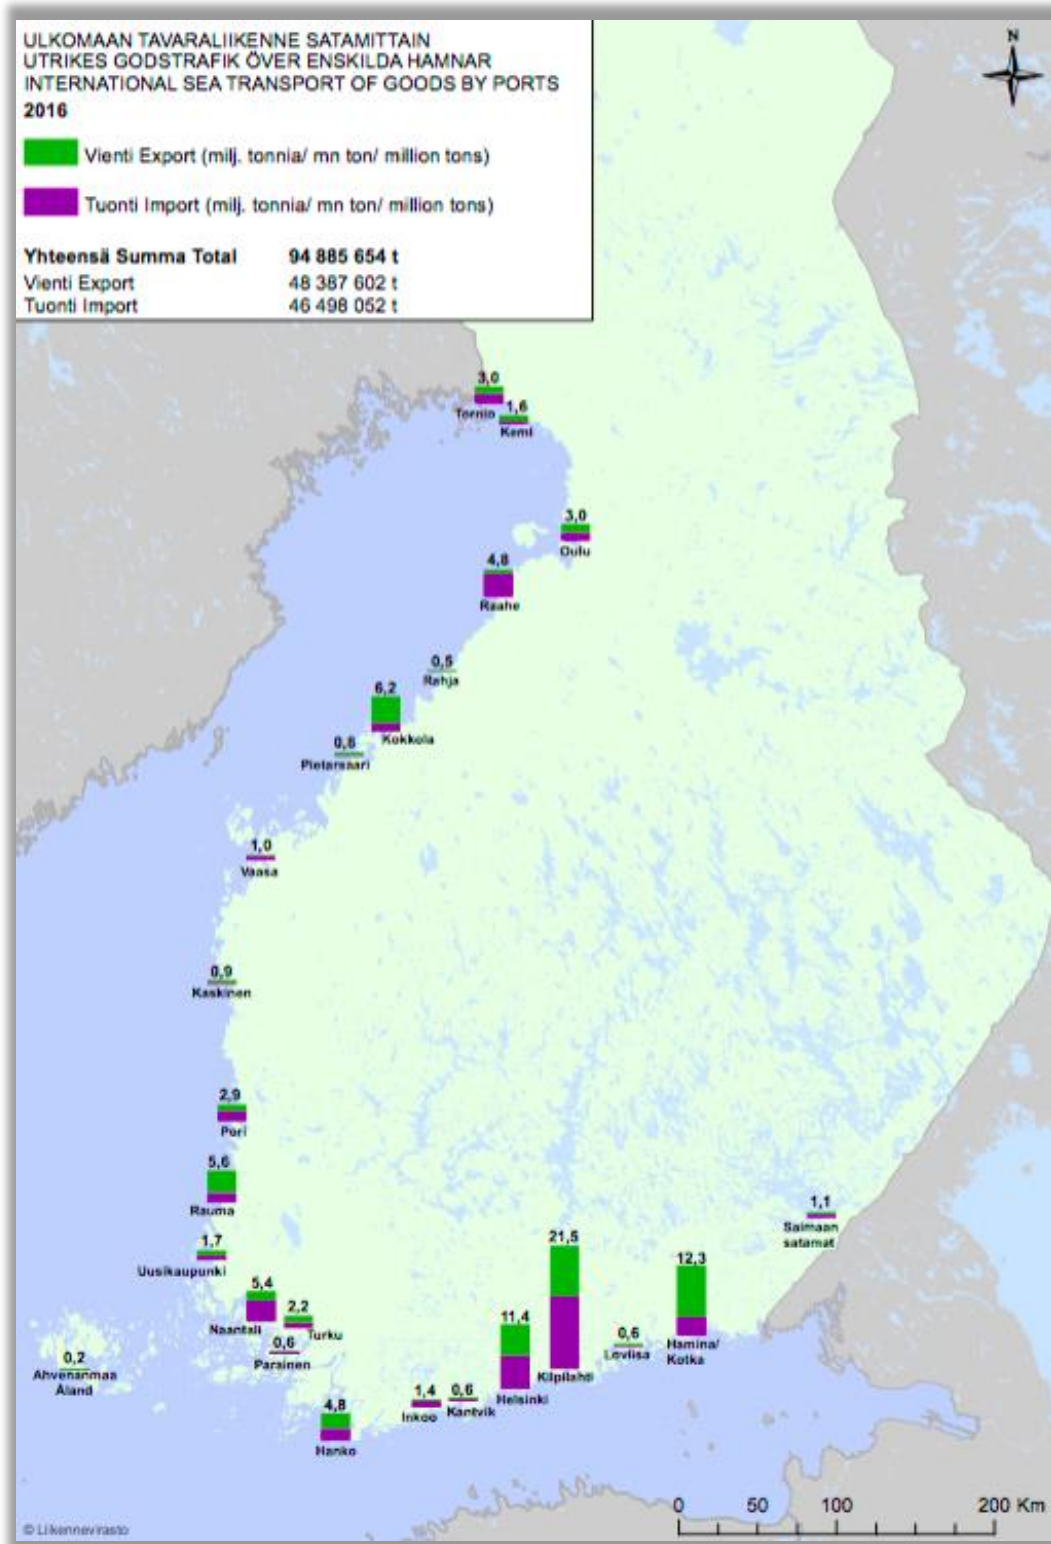 ULKOMAAN TAVARALIIKENNE SATAMITTAIN
UTRIKES GODSTRAFIK ÖVER ENSKILDA HAMNAR
INTERNATIONAL SEA TRANSPORT OF GOODS BY PORTS
2016
Vienti Export (milj. tonnia/ mn ton/ million tons)
Tuonti Import (milj. tonnia/ mn ton/ million tons)
Yhteensä Summa Total 94 885 654 t
Vienti Export 48 387 602 t
Tuonti Import 46 498 052 t
N
3,0
Tornio
1,6
Kemi
3,0
Oulu
4,8
Raahe
0,5
Rahja
6,2
Kokkola
Pietarsaari
1,0
Vaasa
0,9
Kaskinen
2,9
Pori
5,6
Rauma
1,7
Uusikaupunki
5,4
Naantali
2,2
Turku
0,6
Parainen
0,2
Ahvenanmaa
Åland
4,8
Hanko
1,4
Inkoo
0,6
Kantvik
11,4
Helsinki
21,5
Kilpilahti
0,6
Loviisa
12,3
Hamina/
Kotka
1,1
Saimaan
satamat
0 50 100 200 Km
© Liikennevirasto